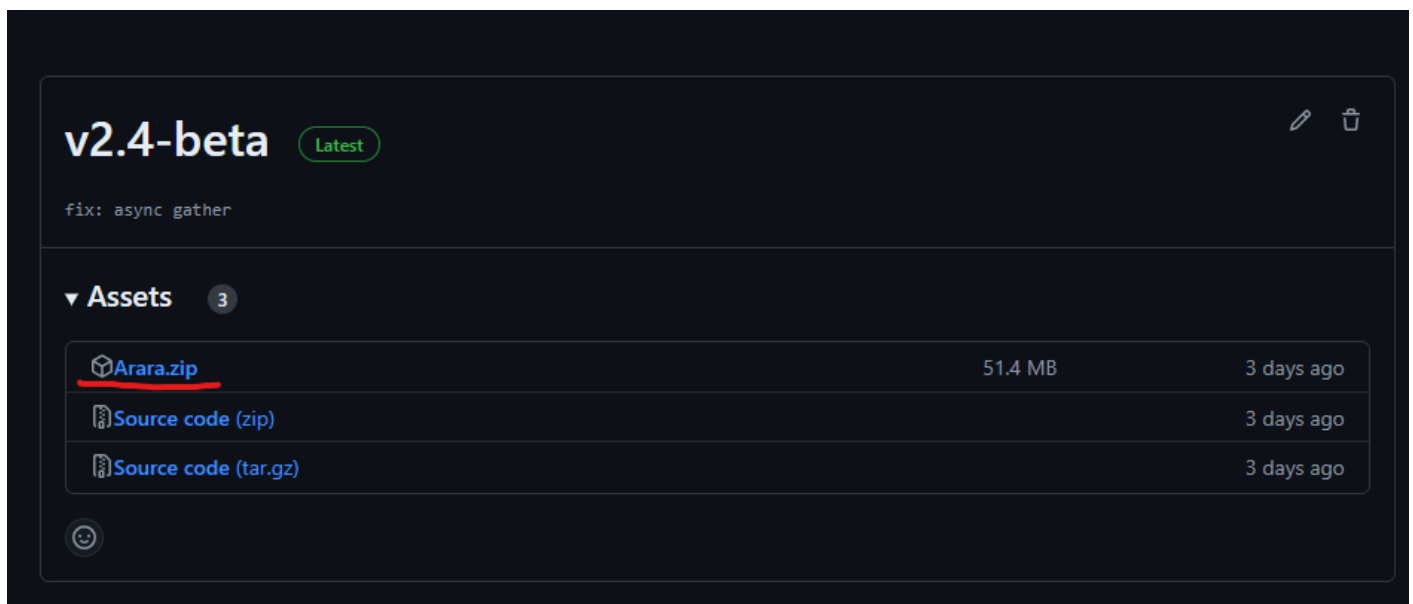 v2.4-beta Latest
fix: async gather
Assets 3
Arara.zip 51.4 MB 3 days ago
Source code (zip) 3 days ago
Source code (tar.gz) 3 days ago